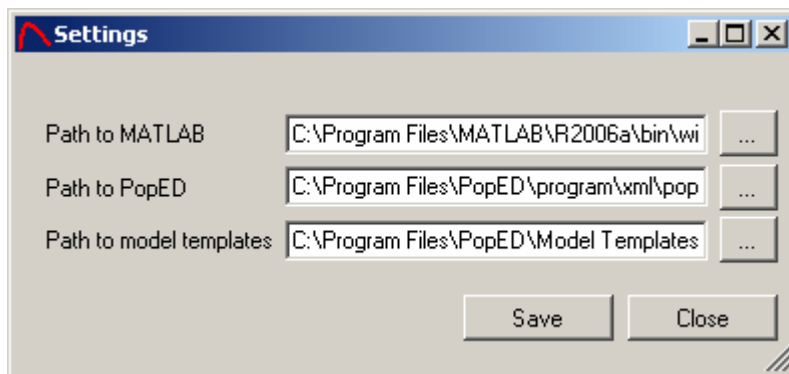 Settings
Path to MATLAB C:\Program Files\MATLAB\R2006a\bin\wi ...
Path to PopED C:\Program Files\PopED\program\xml\pop ...
Path to model templates C:\Program Files\PopED\Model Templates ...
Save Close